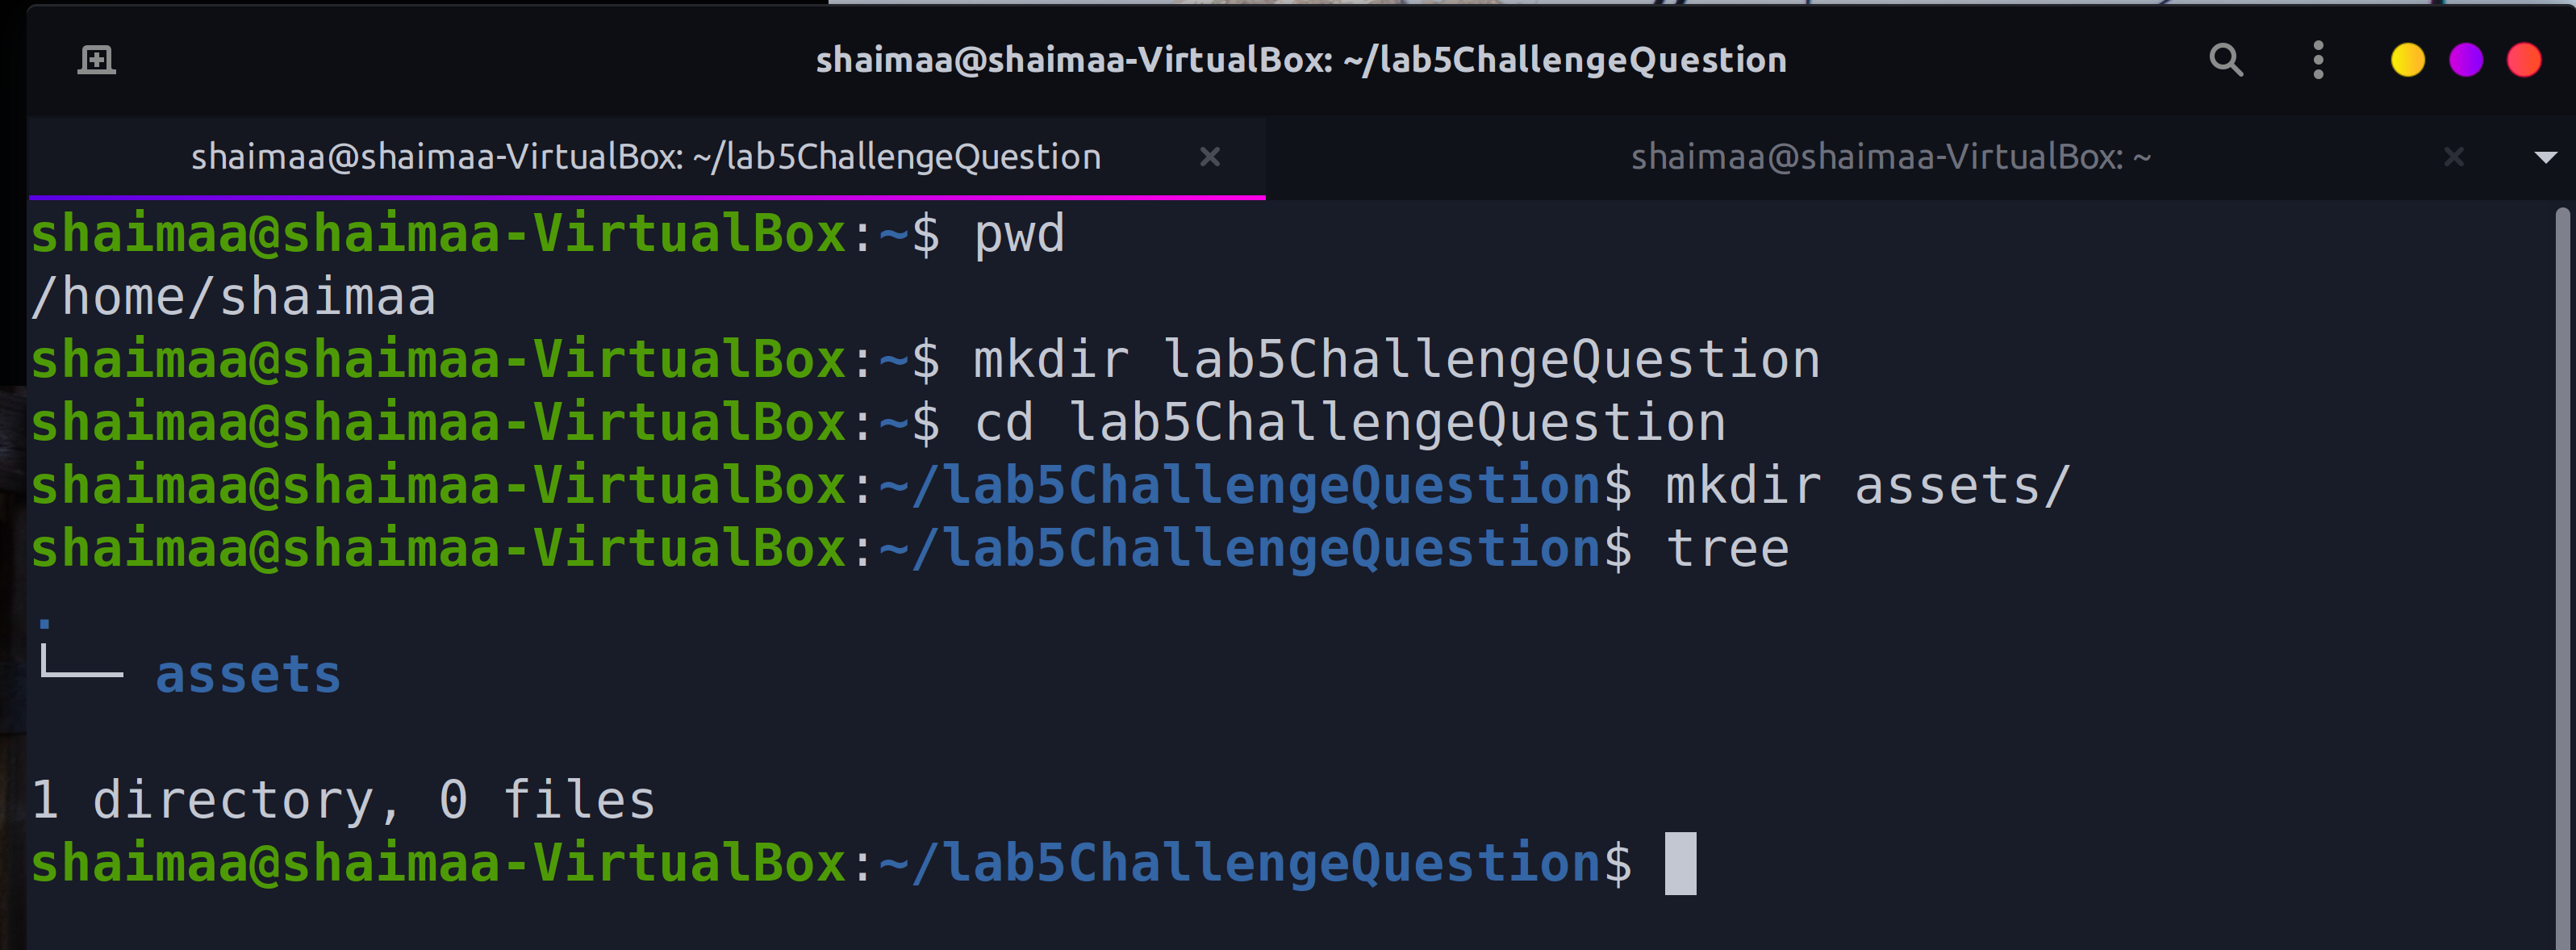 shaimaa@shaimaa-VirtualBox: ~/lab5ChallengeQuestion
shaimaa@shaimaa-VirtualBox: ~/lab5ChallengeQuestion
shaimaa@shaimaa-VirtualBox: ~
shaimaa@shaimaa-VirtualBox:~$ pwd
/home/shaimaa
shaimaa@shaimaa-VirtualBox:~$ mkdir lab5ChallengeQuestion
shaimaa@shaimaa-VirtualBox:~$ cd lab5ChallengeQuestion
shaimaa@shaimaa-VirtualBox:~/lab5ChallengeQuestion$ mkdir assets/
shaimaa@shaimaa-VirtualBox:~/lab5ChallengeQuestion$ tree
.
└── assets
1 directory, 0 files
shaimaa@shaimaa-VirtualBox:~/lab5ChallengeQuestion$